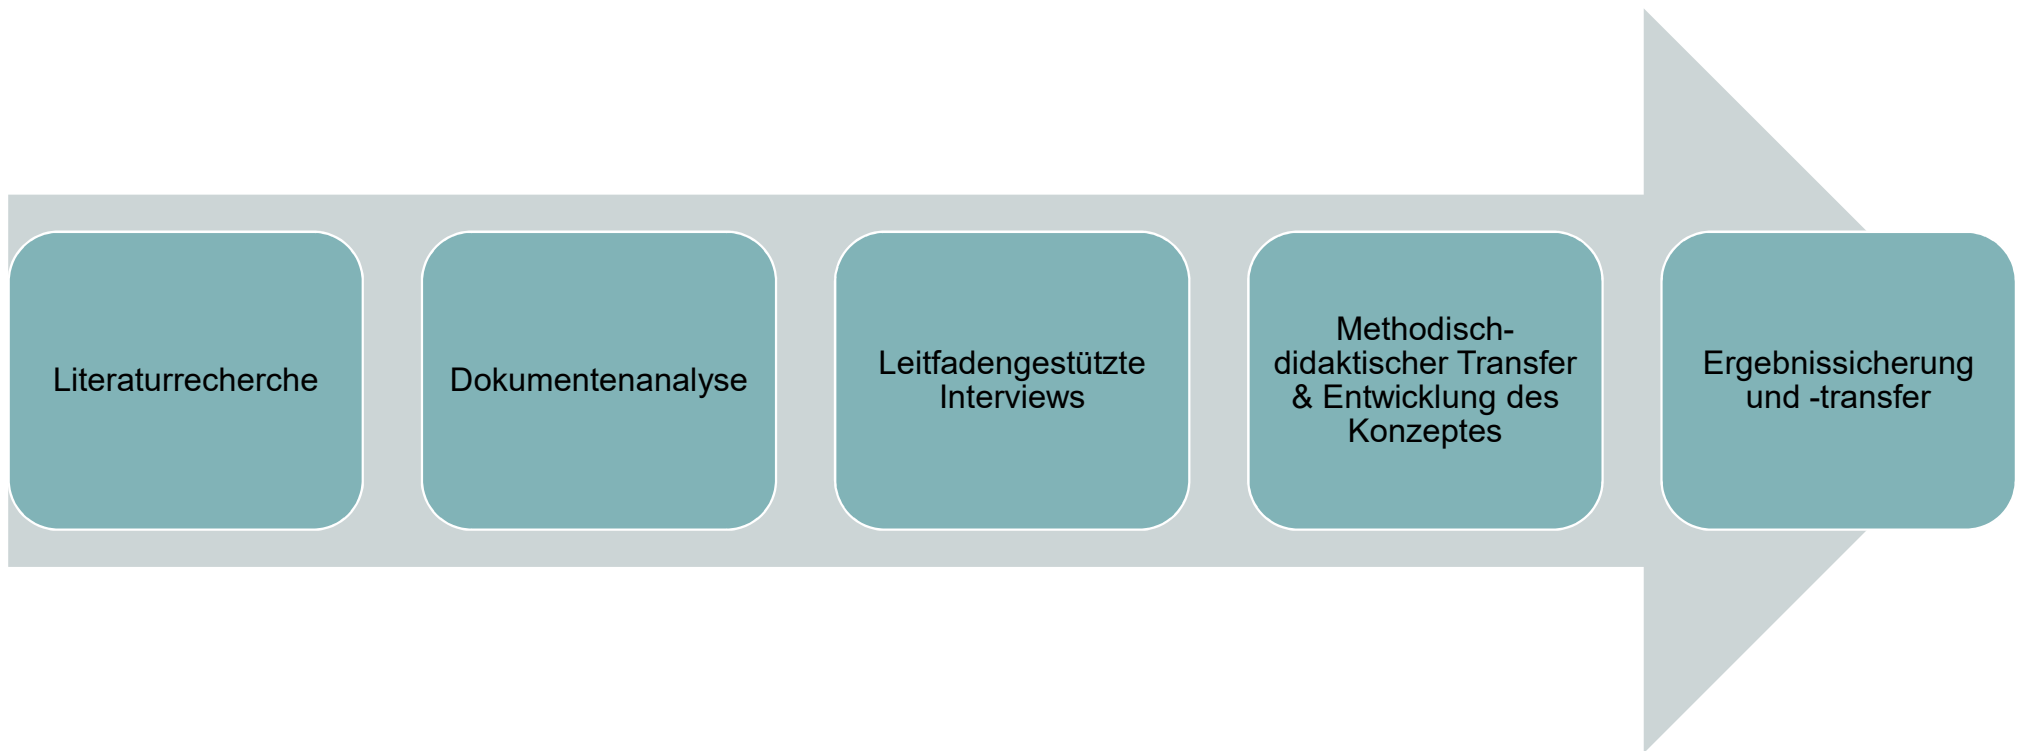 Literaturrecherche
Dokumentenanalyse
Leitfadengestützte
Interviews
Methodisch-
didaktischer Transfer
& Entwicklung des
Konzeptes
Ergebnissicherung
und -transfer